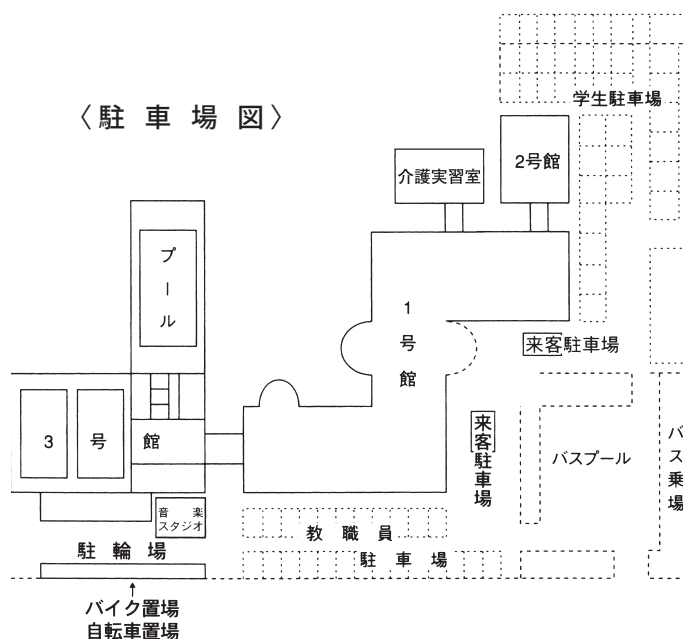 〈駐車場図〉
学生駐車場
介護実習室
2号館
プール
1号館
来客駐車場
3号館
来客駐車場
バスプール
バス乗場
音楽
スタジオ
教職員
駐車場
駐輪場
バイク置場
自転車置場